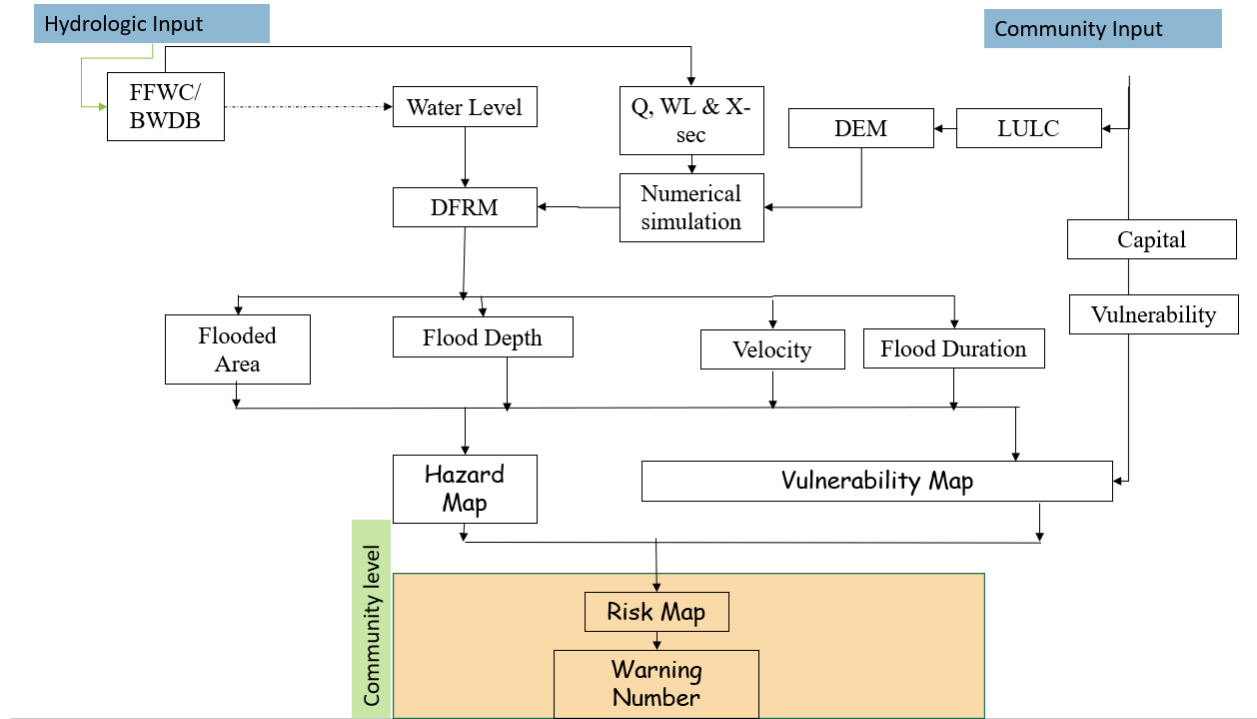 Hydrologic Input
Community Input
FFWC/
BWDB
Water Level
Q, WL & X-
sec
DEM
LULC
DFRM
Numerical
simulation
Capital
Vulnerability
Flooded
Area
Flood Depth
Velocity
Flood Duration
Hazard
Map
Vulnerability Map
Community level
Risk Map
Warning
Number